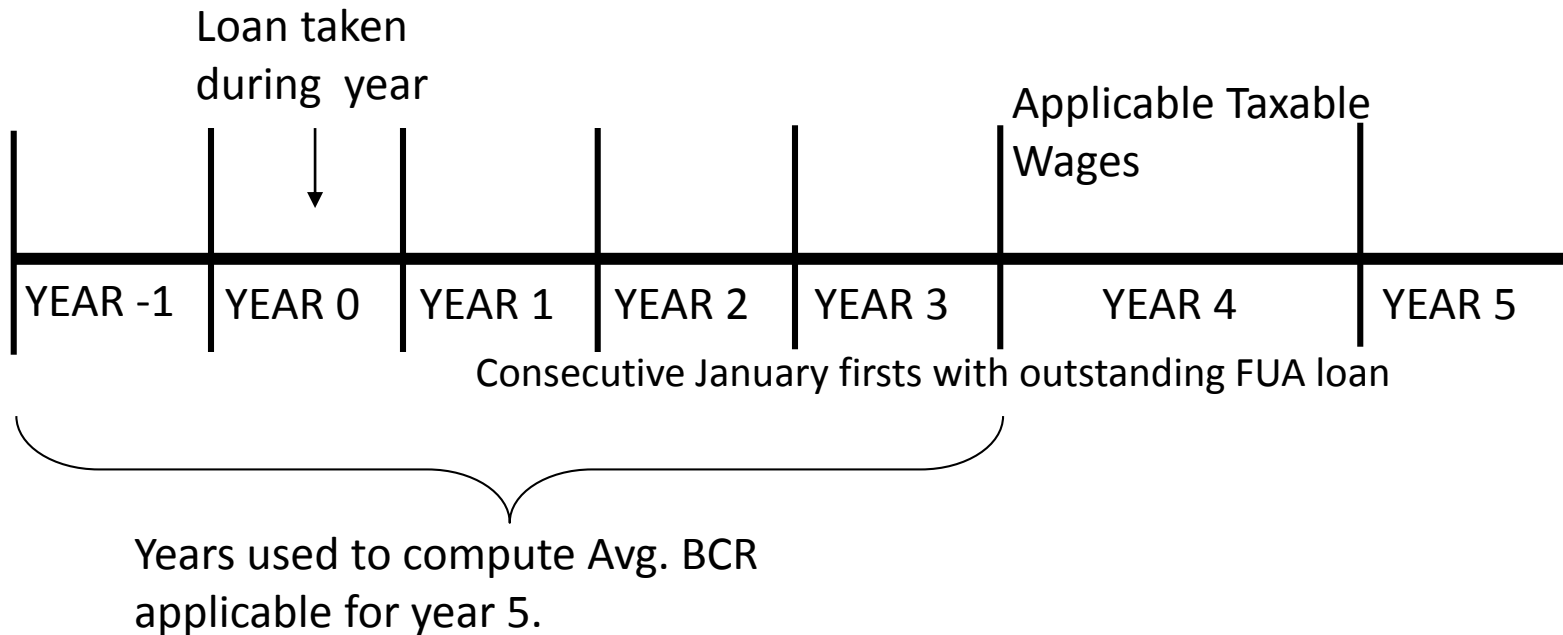 Loan taken
during year
Applicable Taxable
Wages
YEAR -1 YEAR 0 YEAR 1 YEAR 2 YEAR 3 YEAR 4 YEAR 5
Consecutive January firsts with outstanding FUA loan
Years used to compute Avg. BCR
applicable for year 5.